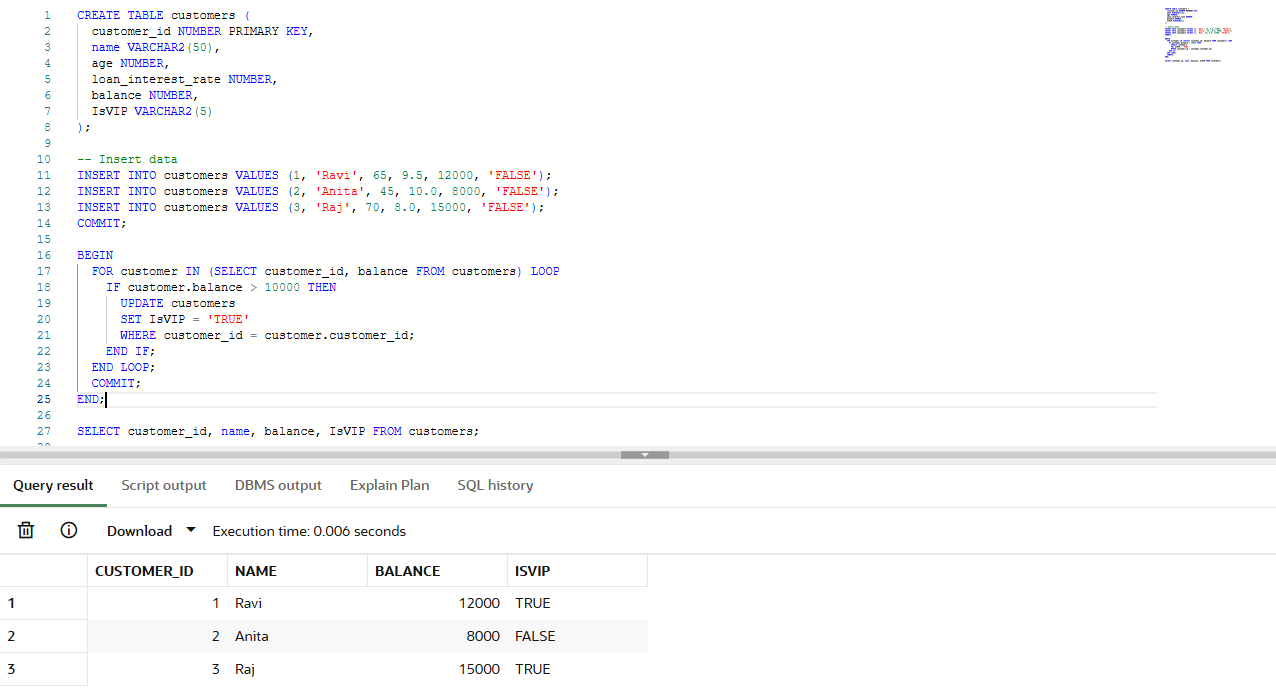 1 CREATE TABLE customers (
2 customer_id NUMBER PRIMARY KEY,
3 name VARCHAR2(50),
4 age NUMBER,
5 loan_interest_rate NUMBER,
6 balance NUMBER,
7 IsVIP VARCHAR2(5)
8 );
9
10 -- Insert data
11 INSERT INTO customers VALUES (1, 'Ravi', 65, 9.5, 12000, 'FALSE');
12 INSERT INTO customers VALUES (2, 'Anita', 45, 10.0, 8000, 'FALSE');
13 INSERT INTO customers VALUES (3, 'Raj', 70, 8.0, 15000, 'FALSE');
14 COMMIT;
15
16 BEGIN
17 FOR customer IN (SELECT customer_id, balance FROM customers) LOOP
18 IF customer.balance > 10000 THEN
19 UPDATE customers
20 SET IsVIP = 'TRUE'
21 WHERE customer_id = customer.customer_id;
22 END IF;
23 END LOOP;
24 COMMIT;
25 END;
26
27 SELECT customer_id, name, balance, IsVIP FROM customers;
Query result Script output DBMS output Explain Plan SQL history
Download Execution time: 0.006 seconds
CUSTOMER_ID NAME BALANCE ISVIP
1 1 Ravi 12000 TRUE
2 2 Anita 8000 FALSE
3 3 Raj 15000 TRUE